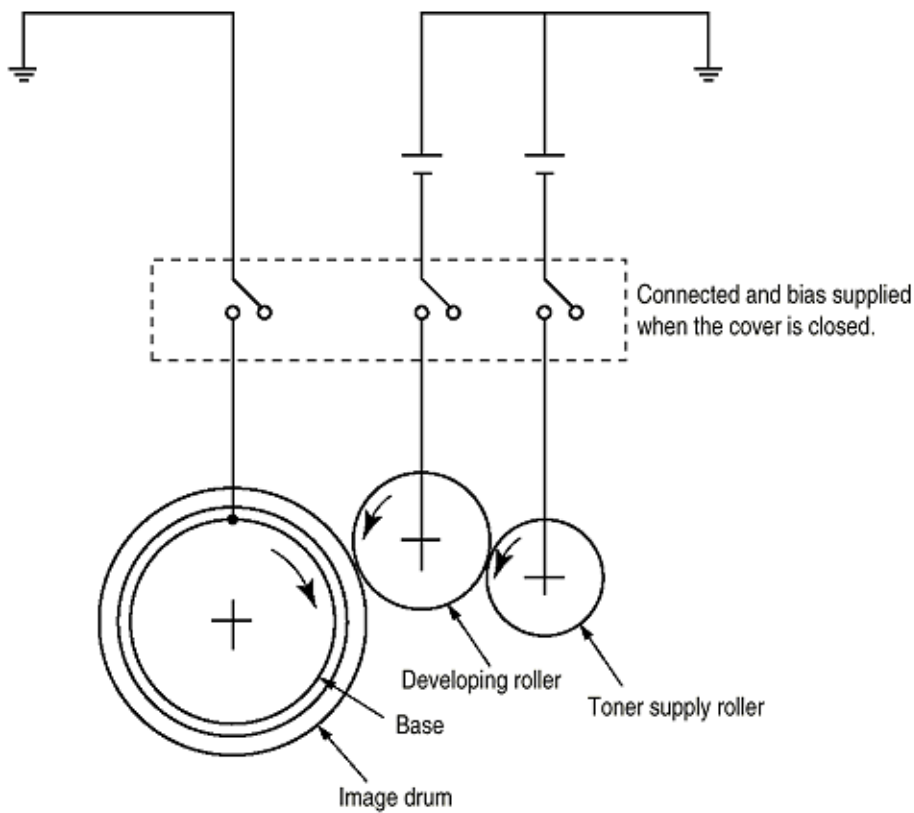 Connected and bias supplied
when the cover is closed.
Developing roller
Toner supply roller
Base
Image drum